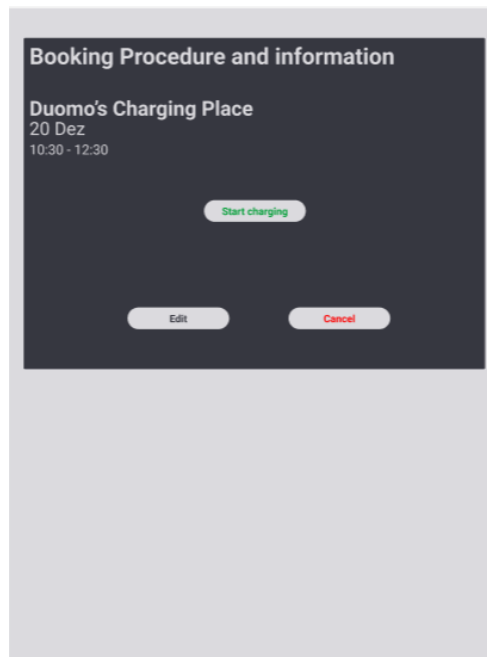 Booking Procedure and information
Duomo's Charging Place
20 Dez
10:30 - 12:30
Start charging
Edit
Cancel